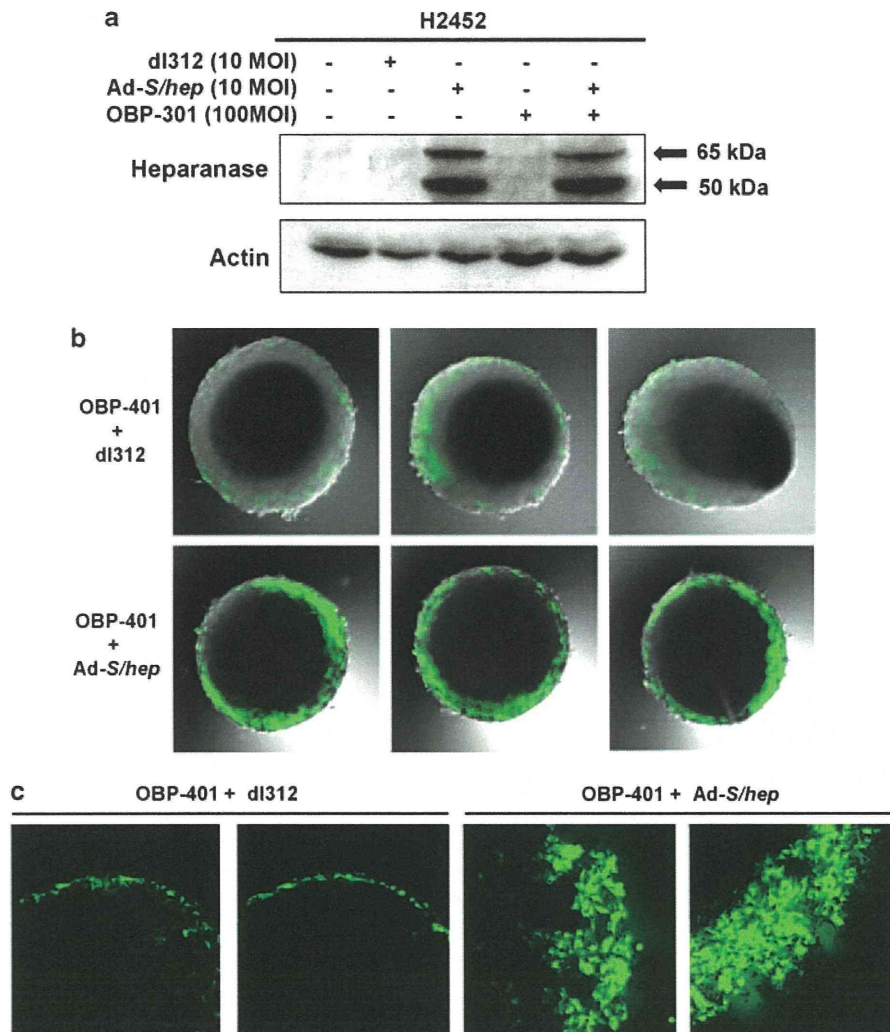 a
H2452
dl312 (10 MOI) - + - - -
Ad-S/hep (10 MOI) - - + - +
OBP-301 (100MOI) - - - + +
Heparanase
65 kDa
50 kDa
Actin
b
OBP-401
+
dl312
OBP-401
+
Ad-S/hep
c
OBP-401 + dl312
OBP-401 + Ad-S/hep